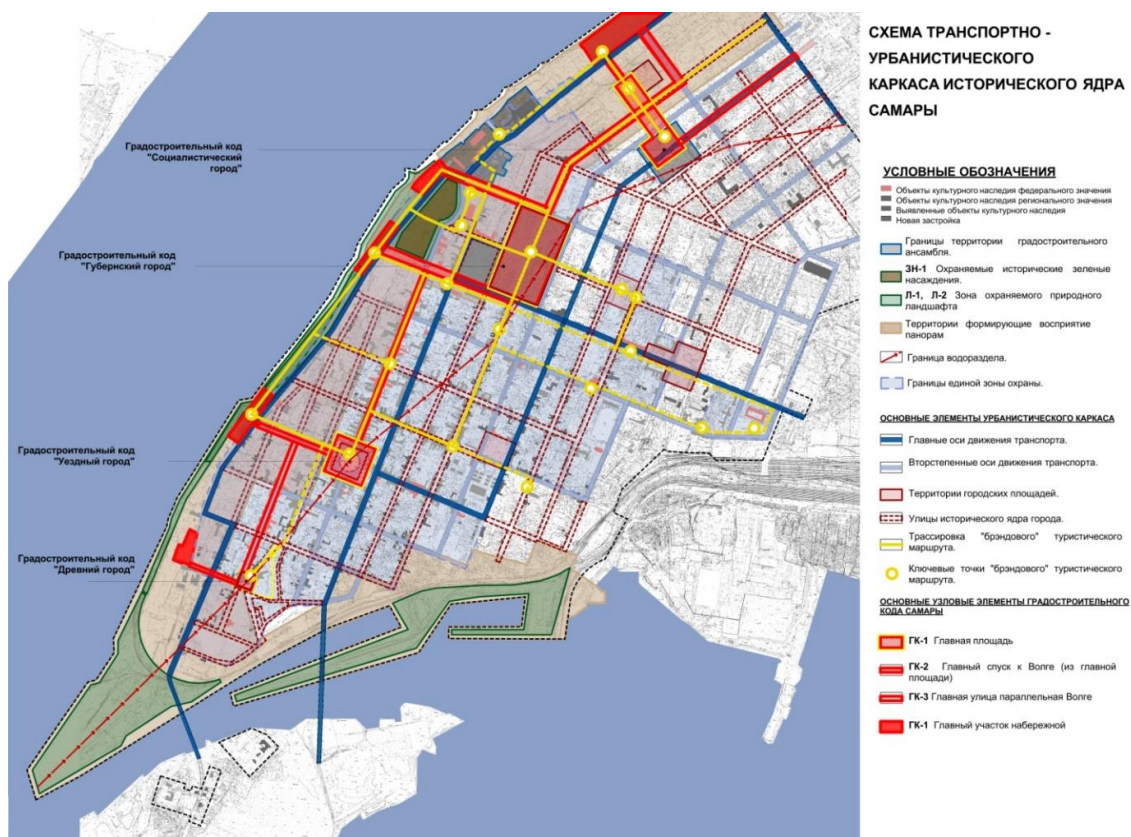 СХЕМА ТРАНСПОРТНО -
УРБАНИСТИЧЕСКОГО
КАРКАСА ИСТОРИЧЕСКОГО ЯДРА
САМАРЫ
Градостроительный код
"Социалистический
город"
Градостроительный код
"Губернский город"
Градостроительный код
"Уездный город"
Градостроительный код
"Древний город"
УСЛОВНЫЕ ОБОЗНАЧЕНИЯ
Объекты культурного наследия федерального значения
Объекты культурного наследия регионального значения
Выявленные объекты культурного наследия
Новая застройка
Границы территории градостроительного
ансамбля.
ЗН-1 Охраняемые исторические зеленые
насаждения.
Л-1, Л-2 Зона охраняемого природного
ландшафта
Территории формирующие восприятие
панорам
Граница водораздела.
Границы единой зоны охраны.
ОСНОВНЫЕ ЭЛЕМЕНТЫ УРБАНИСТИЧЕСКОГО КАРКАСА
Главные оси движения транспорта.
Вторстепенные оси движения транспорта.
Территории городских площадей.
Улицы исторического ядра города.
Трассировка "брэндового" туристического
маршрута.
Ключевые точки "брэндового" туристического
маршрута.
ОСНОВНЫЕ УЗЛОВЫЕ ЭЛЕМЕНТЫ ГРАДОСТРОИТЕЛЬНОГО
КОДА САМАРЫ
ГК-1 Главная площадь
ГК-2 Главный спуск к Волге (из главной
площади)
ГК-3 Главная улица параллельная Волге
ГК-1 Главный участок набережной